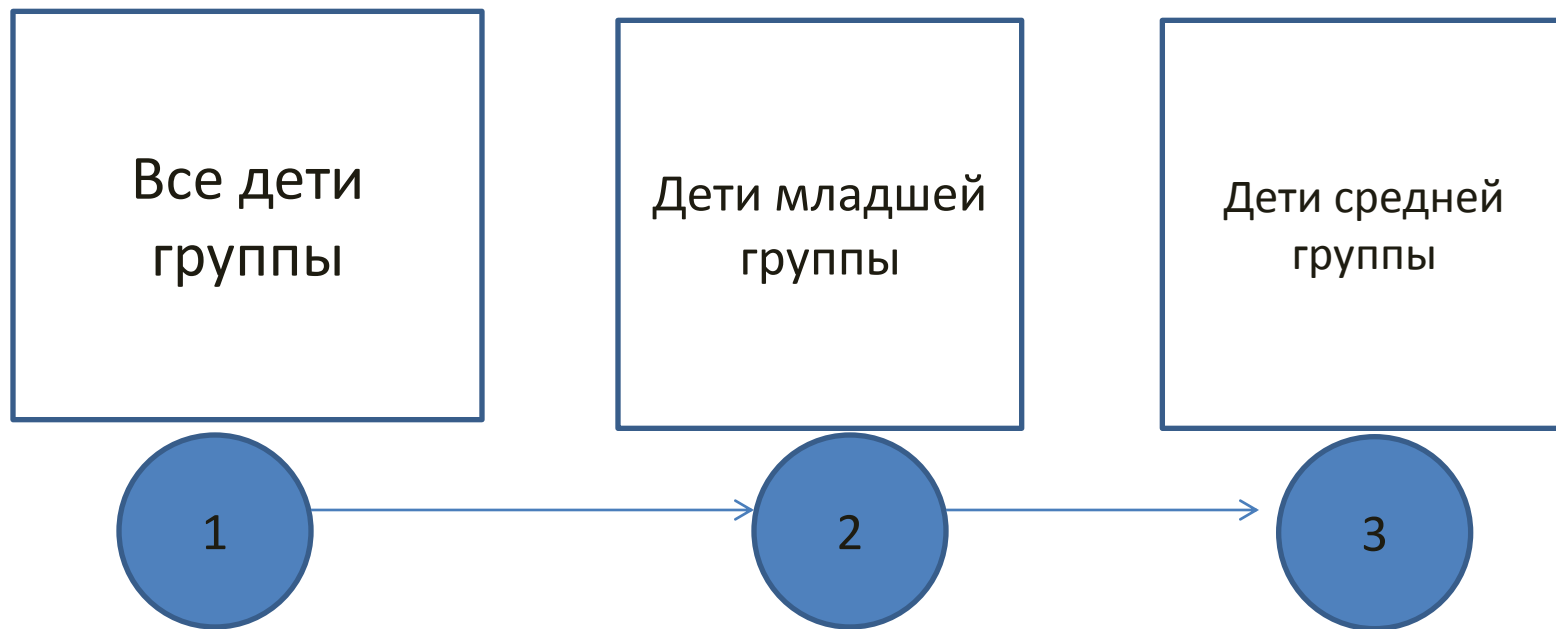 Все дети
группы
Дети младшей
группы
Дети средней
группы
1
2
3